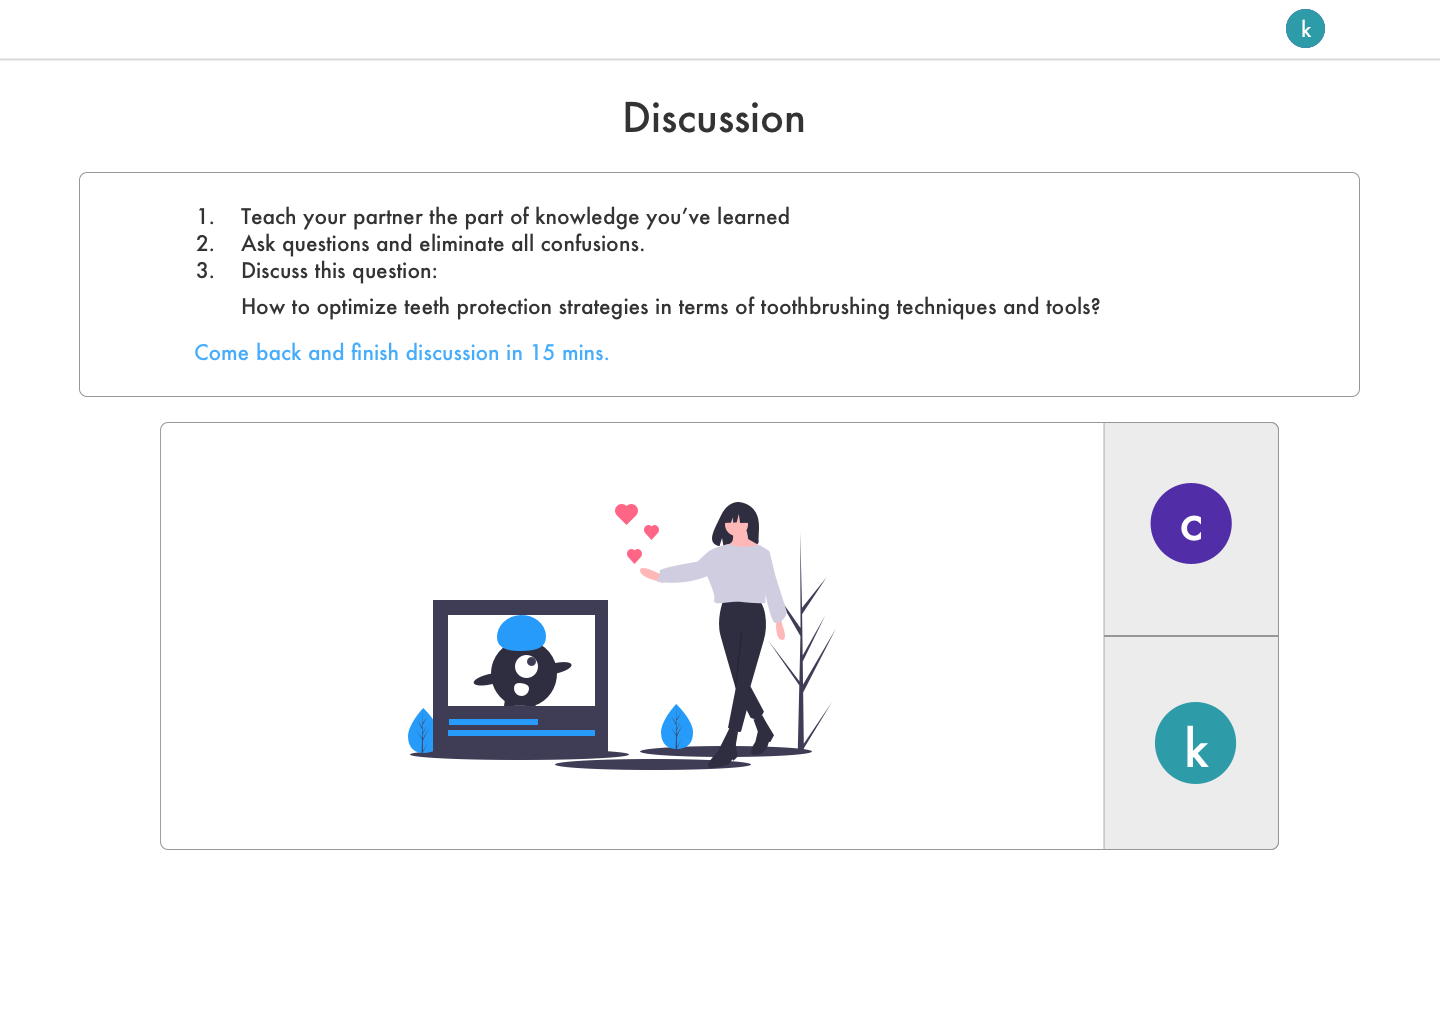 k
Discussion
1. Teach your partner the part of knowledge you’ve learned
2. Ask questions and eliminate all confusions.
3. Discuss this question:
How to optimize teeth protection strategies in terms of toothbrushing techniques and tools?
Come back and finish discussion in 15 mins.
c
k